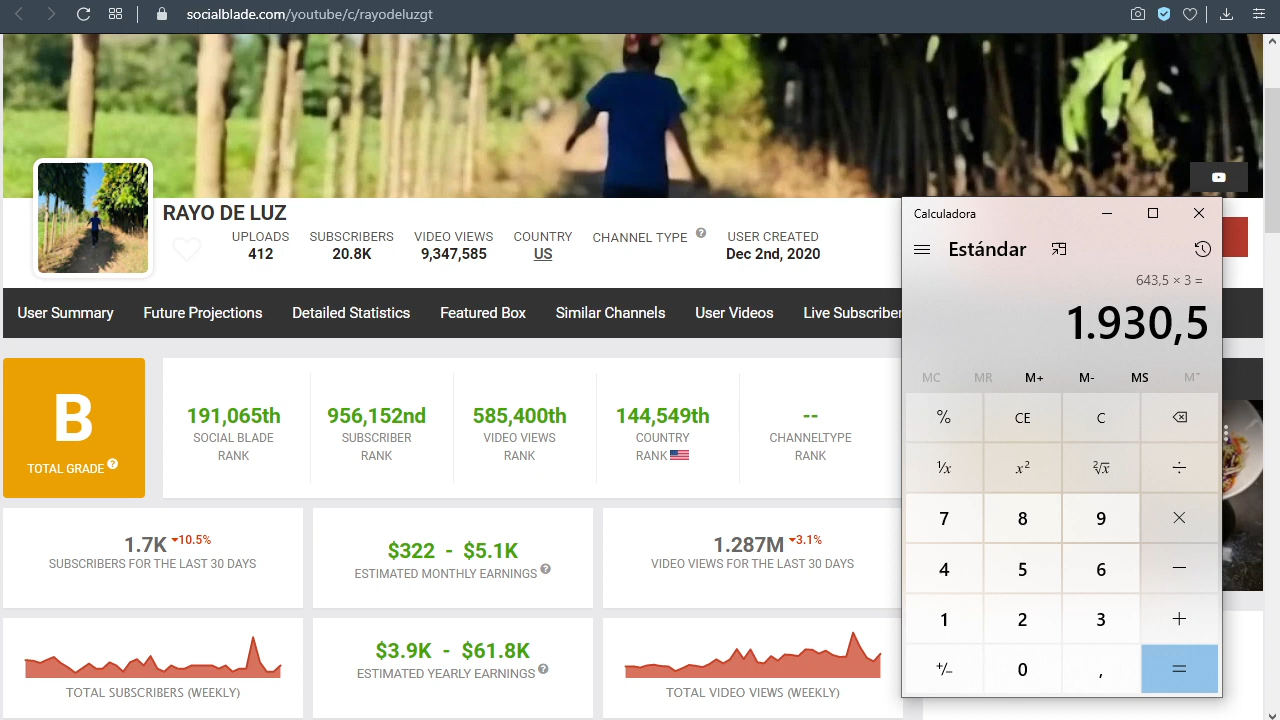 socialblade.com/youtube/c/rayodeluzgt
RAYO DE LUZ
UPLOADS
412
SUBSCRIBERS
20.8K
VIDEO VIEWS
9,347,585
COUNTRY
US
CHANNEL TYPE ?
USER CREATED
Dec 2nd, 2020
User Summary
Future Projections
Detailed Statistics
Featured Box
Similar Channels
User Videos
Live Subscriber
B
TOTAL GRADE ?
191,065th
SOCIAL BLADE
RANK
956,152nd
SUBSCRIBER
RANK
585,400th
VIDEO VIEWS
RANK
144,549th
COUNTRY
RANK
--
CHANNELTYPE
RANK
1.7K 10.5%
SUBSCRIBERS FOR THE LAST 30 DAYS
$322 - $5.1K
ESTIMATED MONTHLY EARNINGS ?
1.287M 3.1%
VIDEO VIEWS FOR THE LAST 30 DAYS
TOTAL SUBSCRIBERS (WEEKLY)
$3.9K - $61.8K
ESTIMATED YEARLY EARNINGS ?
TOTAL VIDEO VIEWS (WEEKLY)
Calculadora
Estándar
643,5 × 3 =
1.930,5
MC MR M+ M- MS M˅
% CE C ⌫
¹/x x² ²√x ÷
7 8 9 ×
4 5 6 −
1 2 3 +
+/− 0 , =